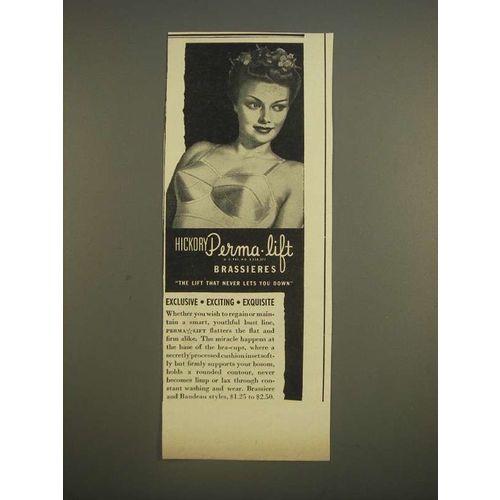 HICKORY Perma·lift
BRASSIERES
"THE LIFT THAT NEVER LETS YOU DOWN"
EXCLUSIVE • EXCITING • EXQUISITE
Whether you wish to regain or main-
tain a smart, youthful bust line,
PERMA☆LIFT flatters the flat and
firm alike. The miracle happens at
the base of the bra-cups, where a
secretly processed cushion inset soft-
ly but firmly supports your bosom,
holds a rounded contour, never
becomes limp or lax through con-
stant washing and wear. Brassiere
and Bandeau styles, $1.25 to $2.50.